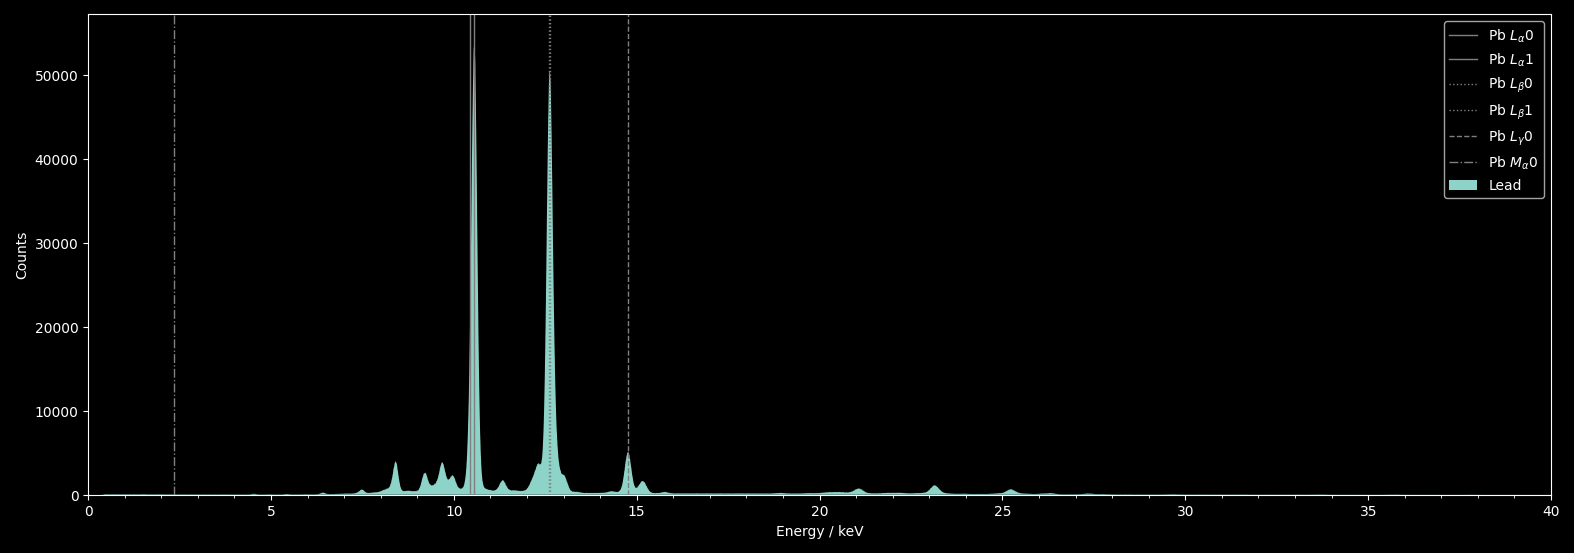 Pb Lα0
Pb Lα1
Pb Lβ0
Pb Lβ1
Pb Lγ0
Pb Mα0
Lead
50000
40000
30000
20000
10000
0
Counts
0 5 10 15 20 25 30 35 40
Energy / keV